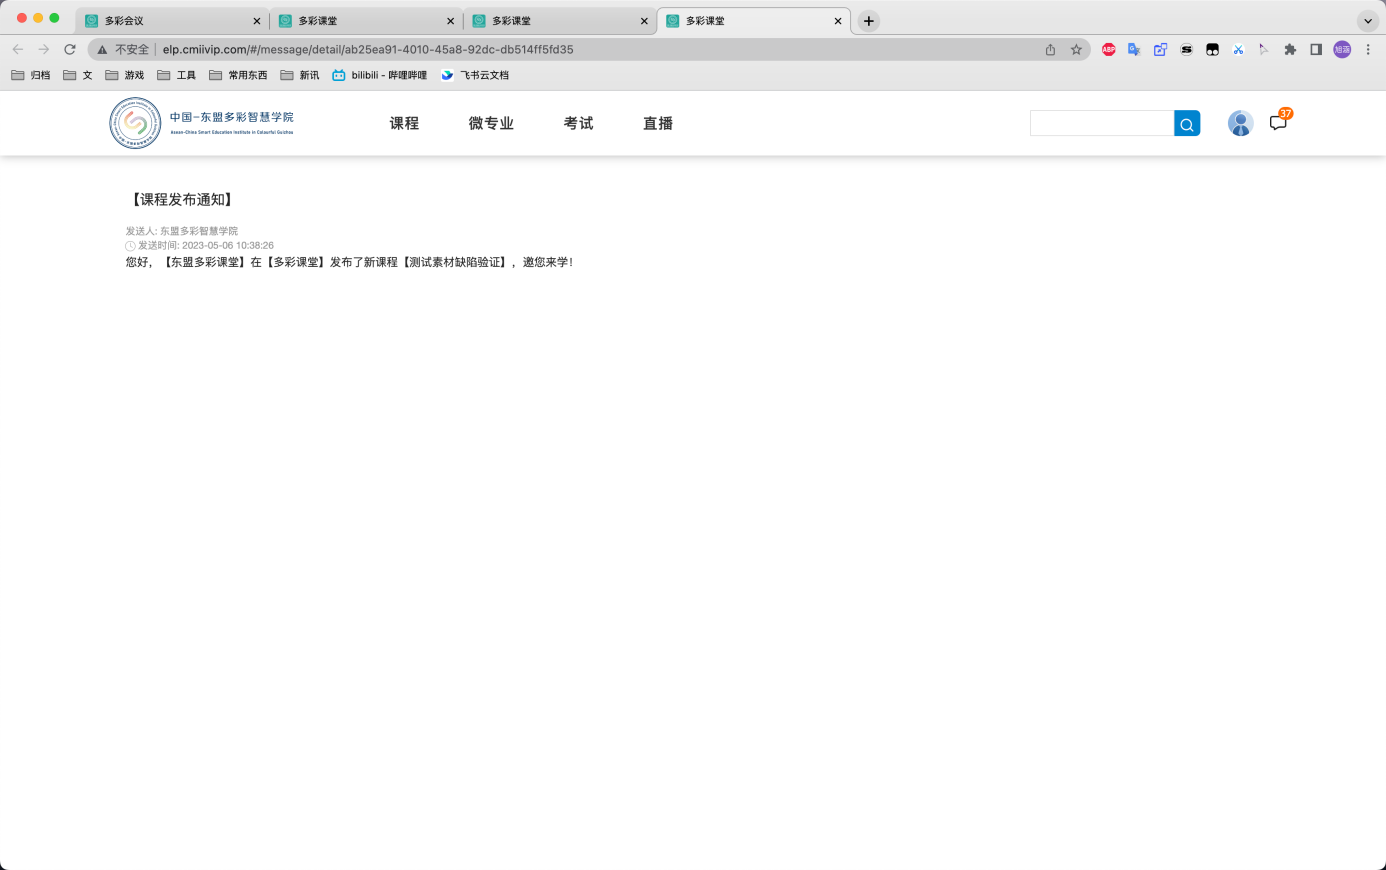 多彩会议
多彩课堂
多彩课堂
多彩课堂
不安全 | elp.cmiivip.com/#/message/detail/ab25ea91-4010-45a8-92dc-db514ff5fd35
ABP
旭涵
归档 文 游戏 工具 常用东西 新讯 bilibili - 哔哩哔哩 飞书云文档
中国-东盟多彩智慧学院
Asean-China Smart Education Institute in Colourful Guizhou
课程 微专业 考试 直播
37
【课程发布通知】
发送人: 东盟多彩智慧学院
发送时间: 2023-05-06 10:38:26
您好，【东盟多彩课堂】在【多彩课堂】发布了新课程【测试素材缺陷验证】，邀您来学！